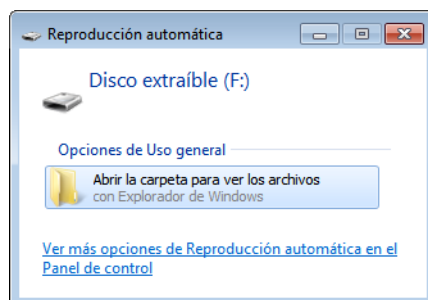 Reproducción automática
Disco extraíble (F:)
Opciones de Uso general
Abrir la carpeta para ver los archivos
con Explorador de Windows
Ver más opciones de Reproducción automática en el
Panel de control